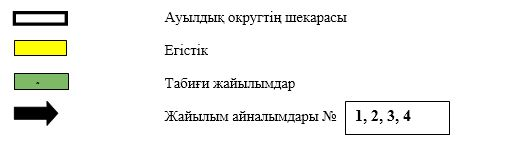 Ауылдық округтің шекарасы
Егістік
Табиғи жайылымдар
Жайылым айналымдары № 1, 2, 3, 4